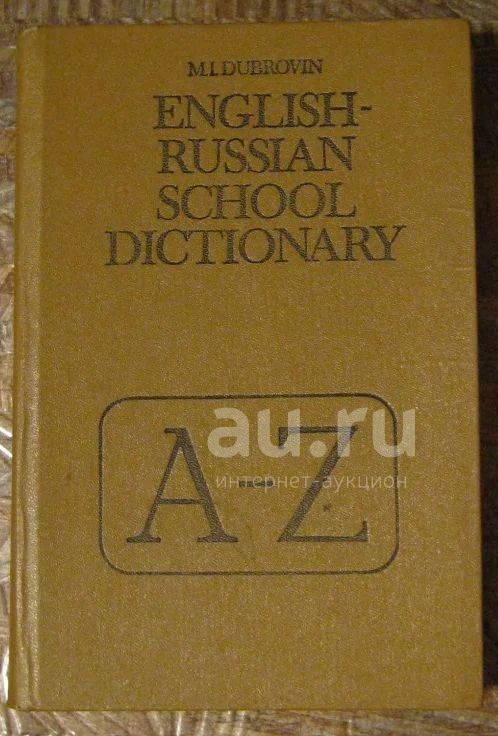 M.I.DUBROVIN
ENGLISH-
RUSSIAN
SCHOOL
DICTIONARY
au.ru
интернет-аукцион
A-Z